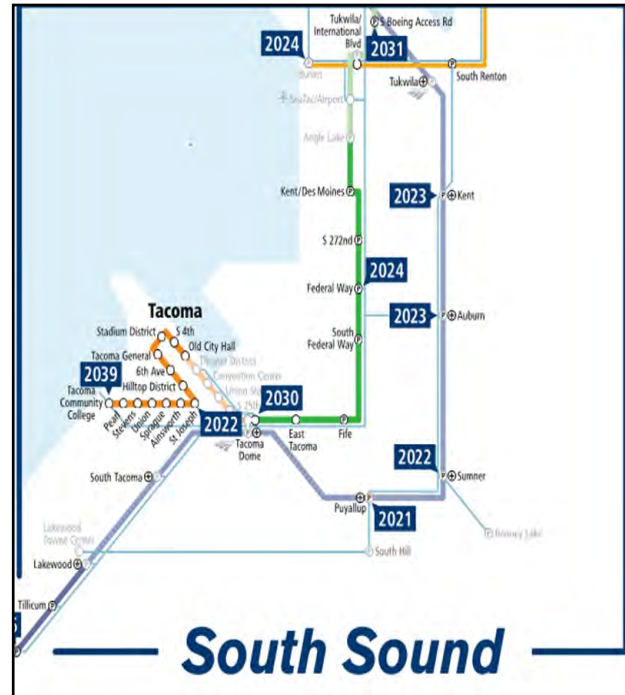 Tukwila/
International
Blvd
S Boeing Access Rd
2024
2031
Burien
South Renton
Tukwila
SeaTac/Airport
Angle Lake
Kent/Des Moines
2023
Kent
S 272nd
2024
Federal Way
2023
Auburn
South
Federal Way
Tacoma
Stadium District
S 4th
Old City Hall
Tacoma General
Theater District
Convention Center
6th Ave
2039
Hilltop District
Union Sta
S 25th
Tacoma
Community
College
Pearl
Stevens
Union
Sprague
Ainsworth
St Joseph
2022
2030
Tacoma
Dome
East
Tacoma
Fife
2022
South Tacoma
Sumner
Puyallup
2021
Lakewood
Towne Center
Bonney Lake
South Hill
Lakewood
Tillicum
South Sound